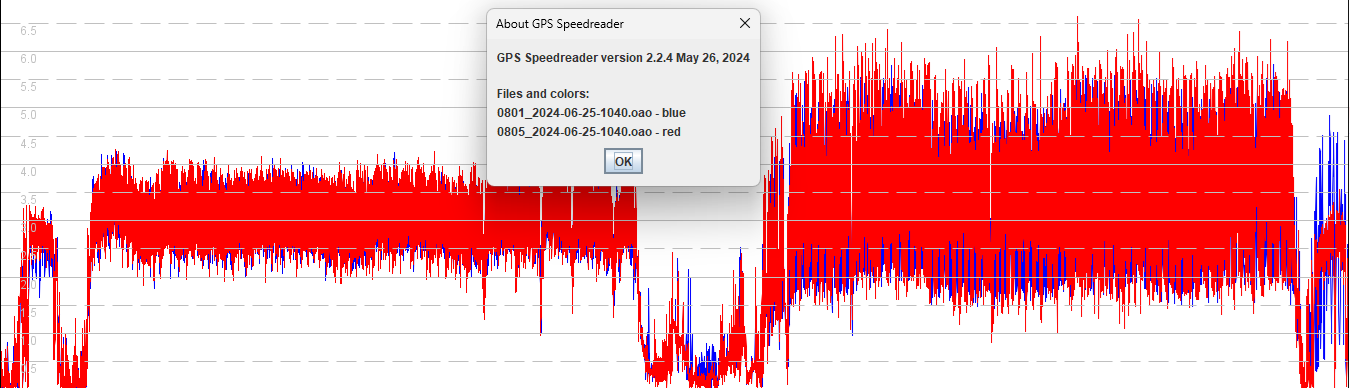 About GPS Speedreader
GPS Speedreader version 2.2.4 May 26, 2024
Files and colors:
0801_2024-06-25-1040.oao - blue
0805_2024-06-25-1040.oao - red
OK
6.5
6.0
5.5
5.0
4.5
4.0
3.5
3.0
2.5
2.0
1.5
1.0
0.5